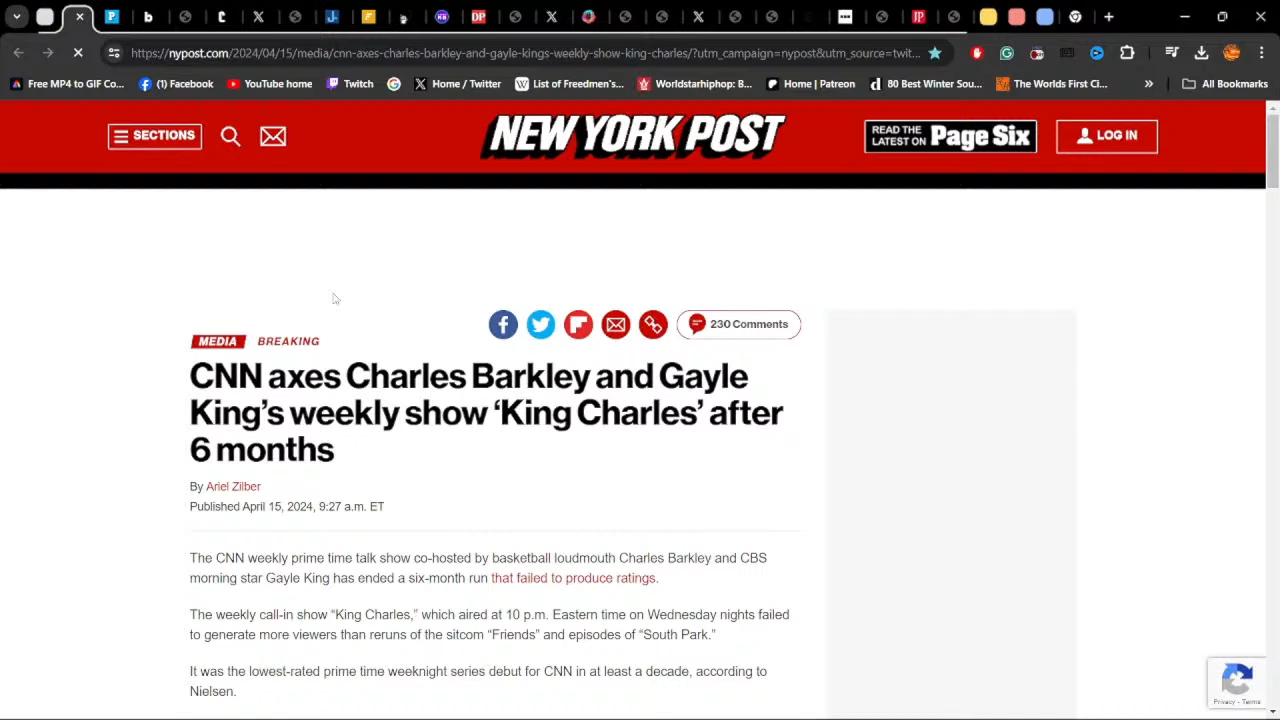 https://nypost.com/2024/04/15/media/cnn-axes-charles-barkley-and-gayle-kings-weekly-show-king-charles/?utm_campaign=nypost&utm_source=twit...
Free MP4 to GIF Co... (1) Facebook YouTube home Twitch Home / Twitter List of Freedmen's... Worldstarhiphop: B... Home | Patreon 80 Best Winter Sou... The Worlds First Cl... » All Bookmarks
SECTIONS NEW YORK POST READ THE LATEST ON Page Six LOG IN
230 Comments
MEDIA BREAKING
CNN axes Charles Barkley and Gayle
King's weekly show ‘King Charles’ after
6 months
By Ariel Zilber
Published April 15, 2024, 9:27 a.m. ET
The CNN weekly prime time talk show co-hosted by basketball loudmouth Charles Barkley and CBS
morning star Gayle King has ended a six-month run that failed to produce ratings.
The weekly call-in show “King Charles,” which aired at 10 p.m. Eastern time on Wednesday nights failed
to generate more viewers than reruns of the sitcom “Friends” and episodes of “South Park.”
It was the lowest-rated prime time weeknight series debut for CNN in at least a decade, according to
Nielsen.
Privacy - Terms